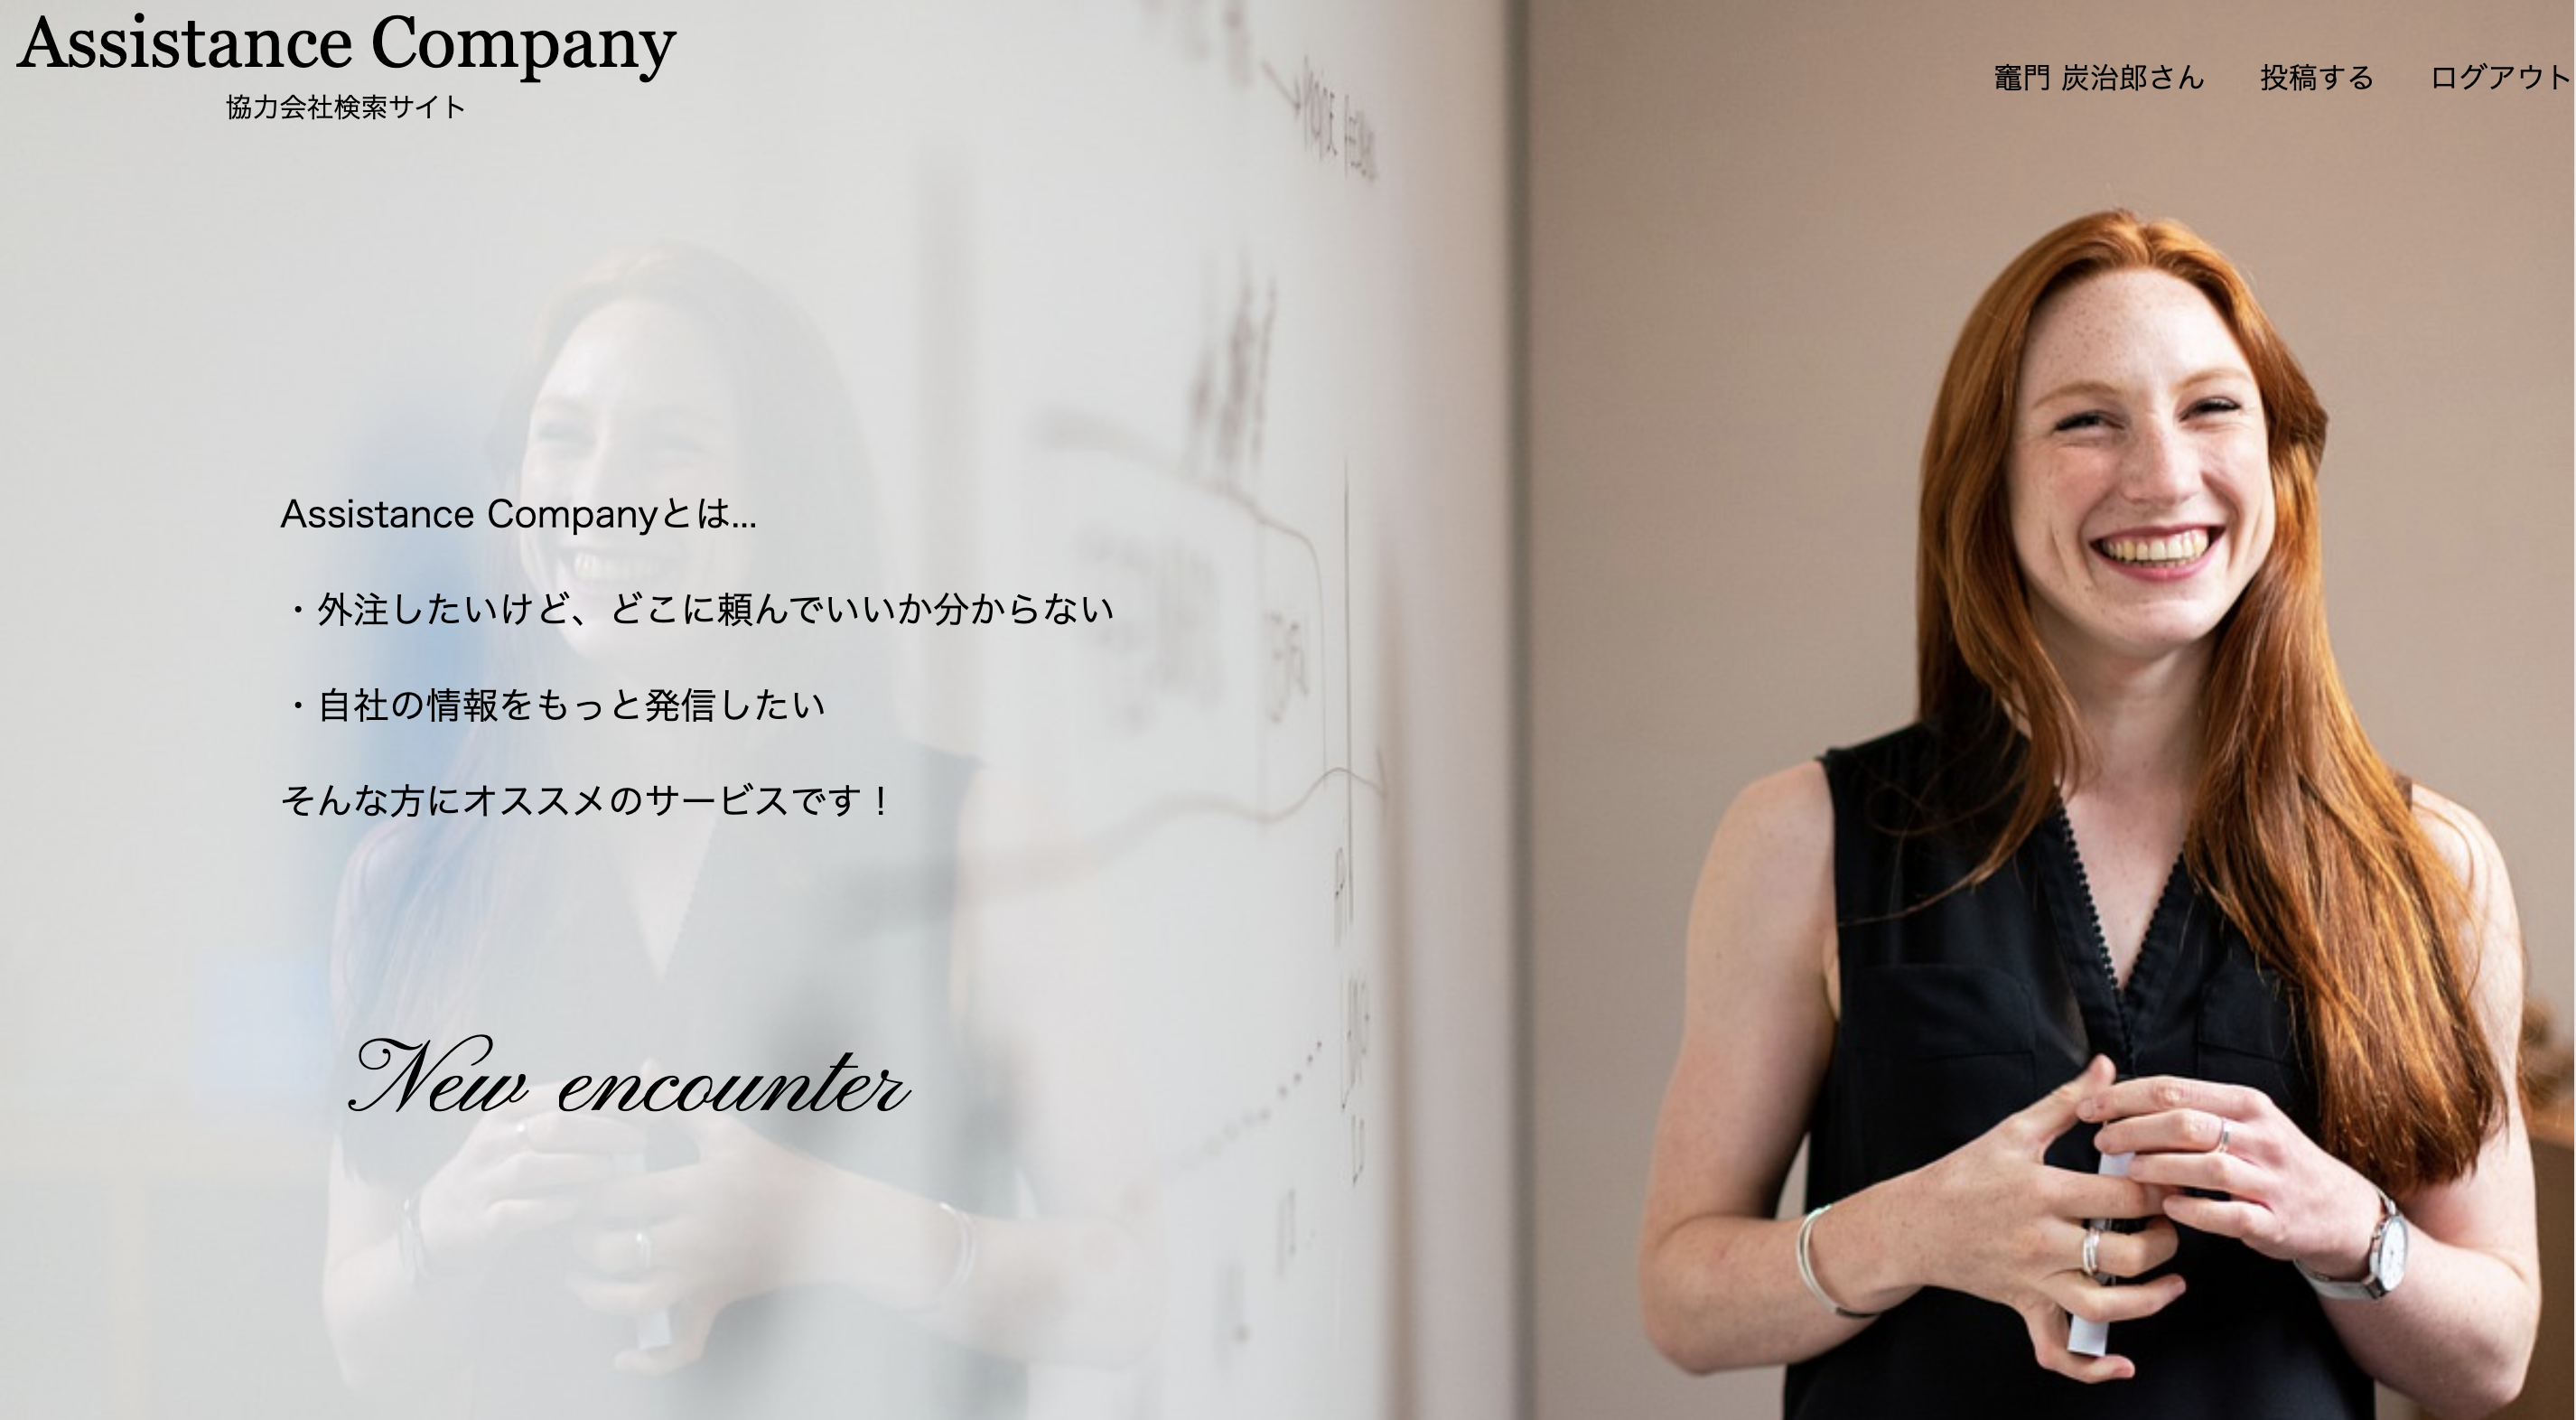 Assistance Company
協力会社検索サイト
竈門 炭治郎さん 投稿する ログアウト
Assistance Companyとは...
・外注したいけど、どこに頼んでいいか分からない
・自社の情報をもっと発信したい
そんな方にオススメのサービスです！
New encounter